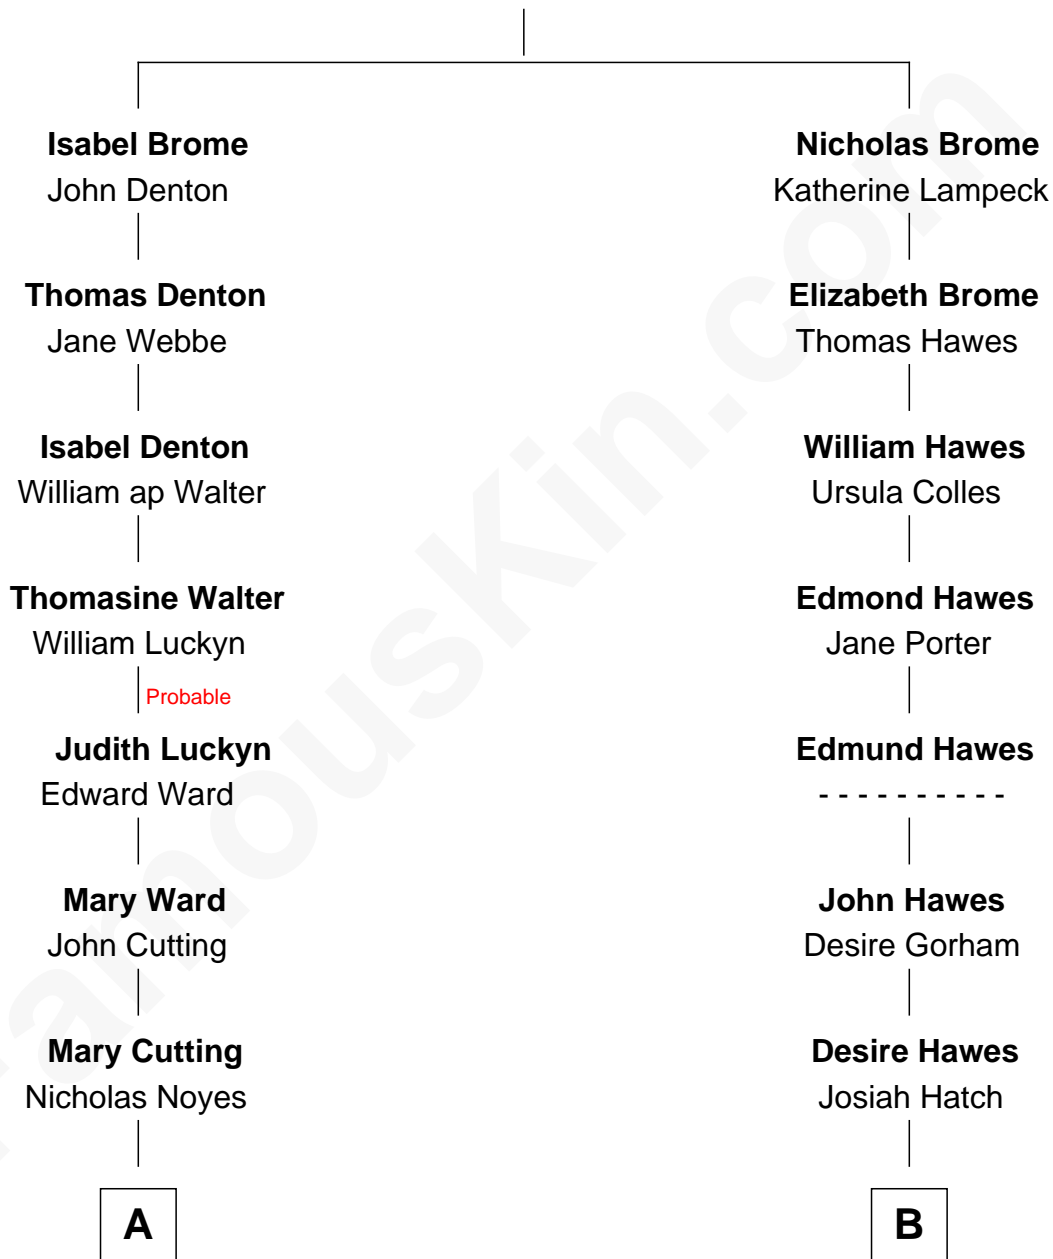 Isabel Brome
John Denton
Thomas Denton
Jane Webbe
Isabel Denton
William ap Walter
Thomasine Walter
William Luckyn
Probable
Judith Luckyn
Edward Ward
Mary Ward
John Cutting
Mary Cutting
Nicholas Noyes
A
Nicholas Brome
Katherine Lampeck
Elizabeth Brome
Thomas Hawes
William Hawes
Ursula Colles
Edmond Hawes
Jane Porter
Edmund Hawes
- - - - - - - - - -
John Hawes
Desire Gorham
Desire Hawes
Josiah Hatch
B
FamousKin.com